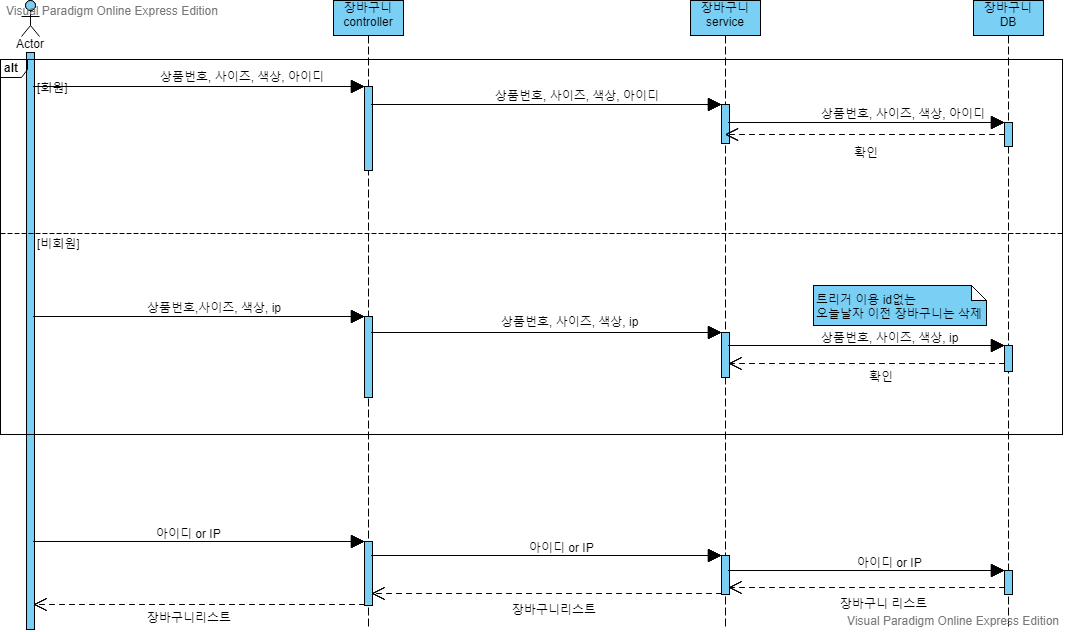 Visual Paradigm Online Express Edition
장바구니
controller
장바구니
service
장바구니
DB
Actor
alt
[회원]
상품번호, 사이즈, 색상, 아이디
상품번호, 사이즈, 색상, 아이디
상품번호, 사이즈, 색상, 아이디
확인
[비회원]
상품번호,사이즈, 색상, ip
상품번호, 사이즈, 색상, ip
트리거 이용 id없는
오늘날자 이전 장바구니는 삭제
상품번호, 사이즈, 색상, ip
확인
아이디 or IP
아이디 or IP
아이디 or IP
장바구니 리스트
장바구니리스트
장바구니리스트
Visual Paradigm Online Express Edition